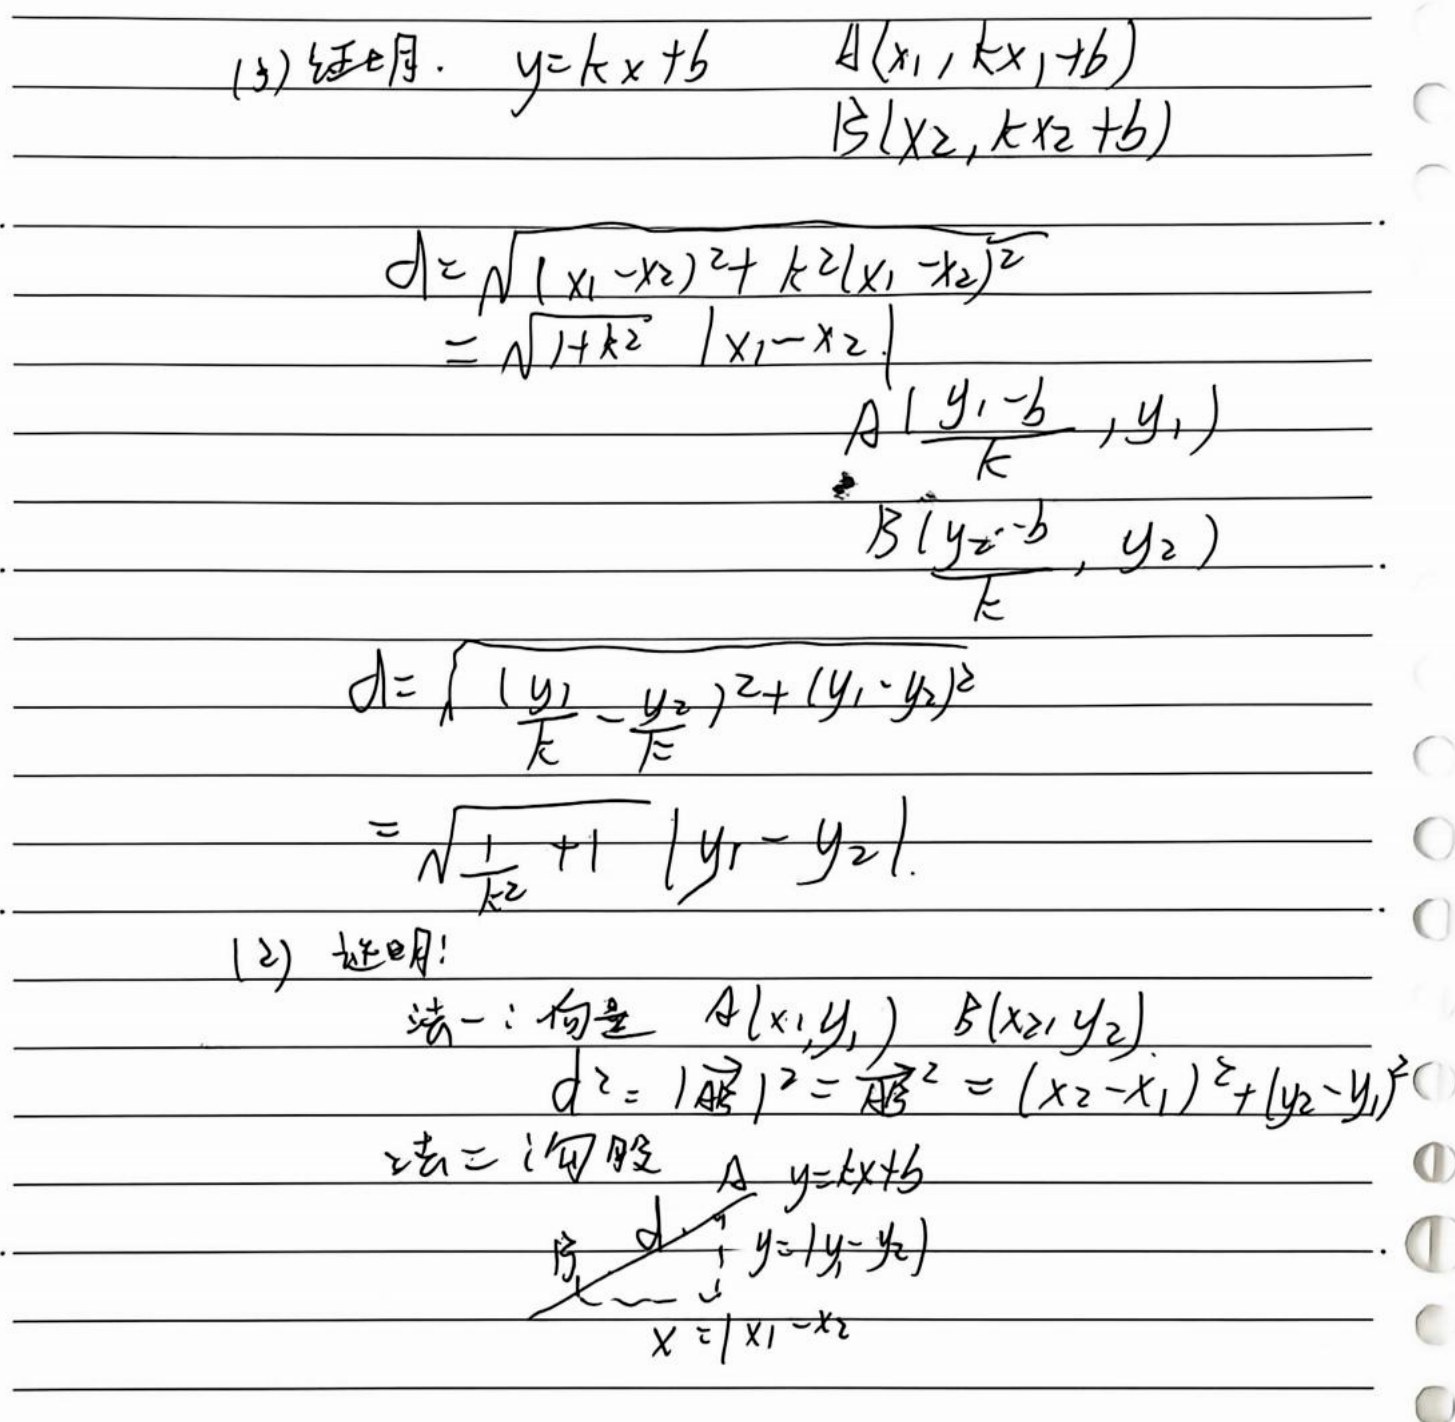 (3) 证明. y=kx+b A(x₁, kx₁+b)
B(x₂, kx₂+b)
d=√((x₁-x₂)²+k²(x₁-x₂)²)
=√(1+k²) |x₁-x₂|
A((y₁-b)/k, y₁)
B((y₂-b)/k, y₂)
d=√((y₁/k-y₂/k)²+(y₁-y₂)²)
=√(1/k²+1) |y₁-y₂|.
(2) 证明:
法一: 向量 A(x₁,y₁) B(x₂,y₂).
d²=|AB→|²=AB→²=(x₂-x₁)²+(y₂-y₁)²
法二: 勾股 A y=kx+b
B d y=|y₁-y₂|
x=|x₁-x₂